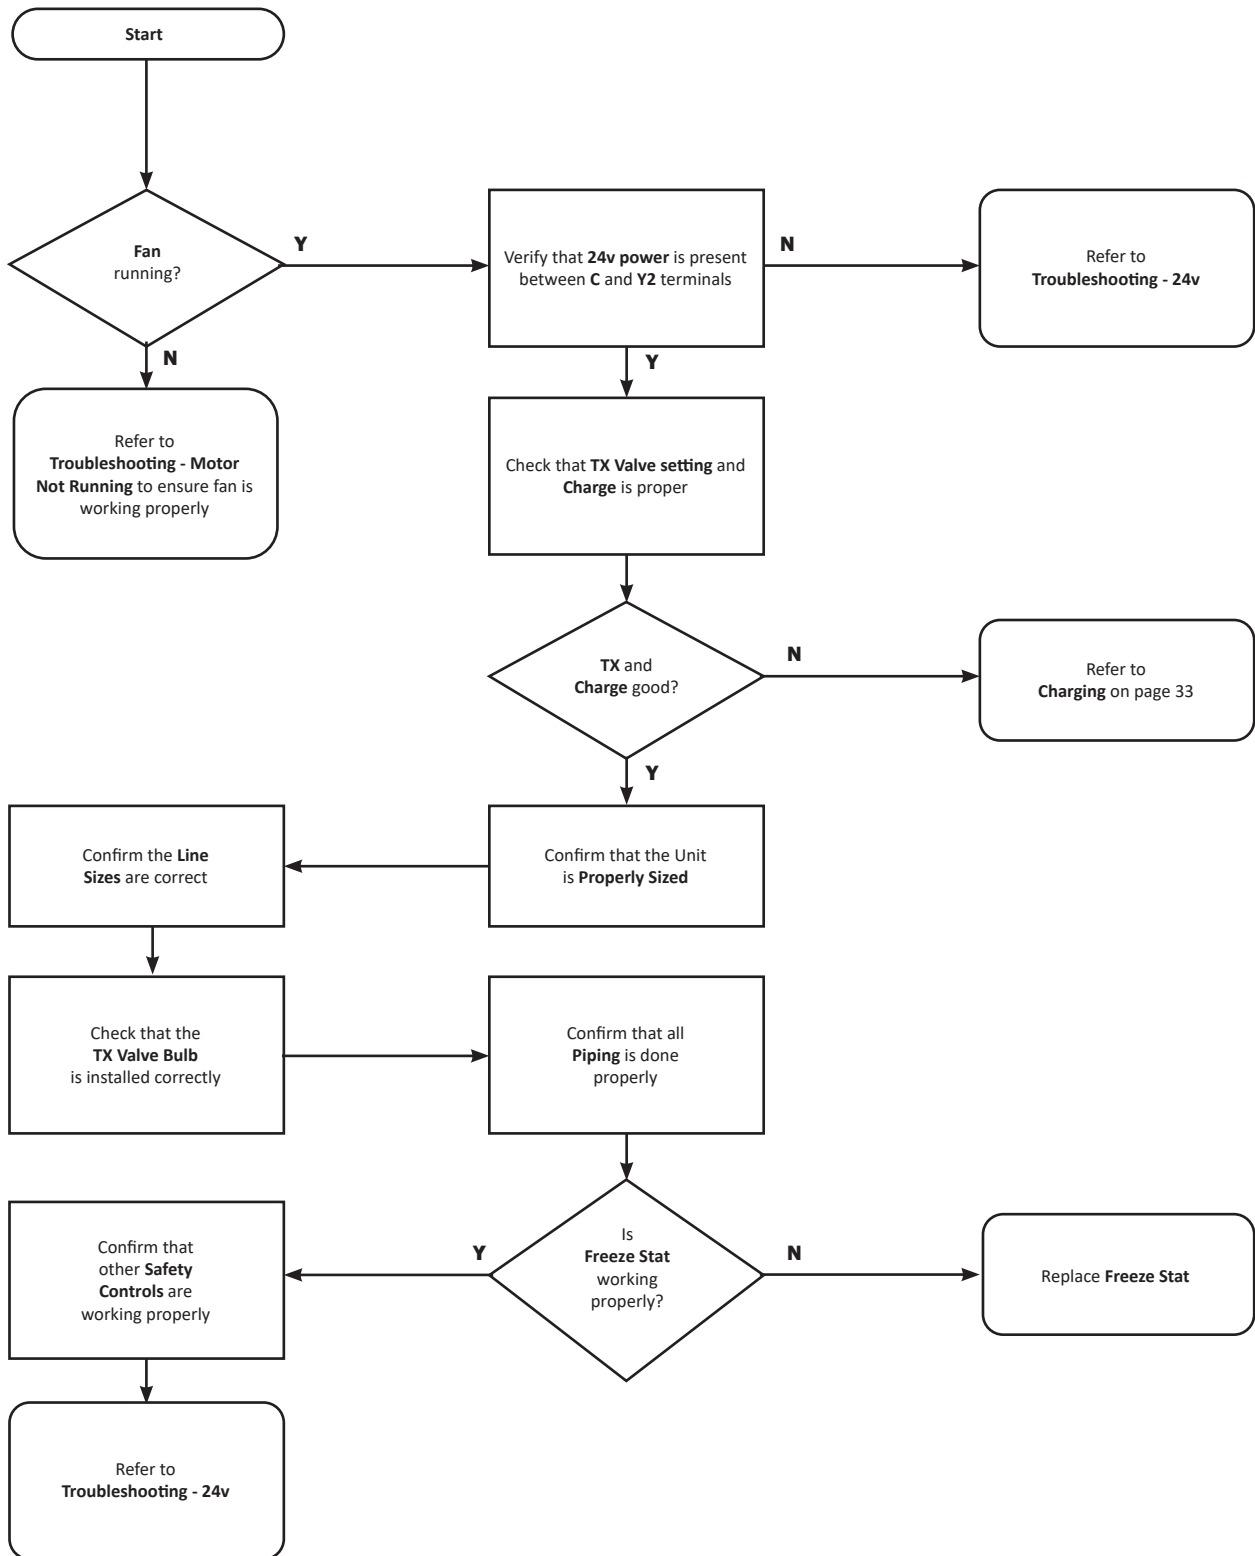 Start
Fan
running?
Y
Verify that 24v power is present
between C and Y2 terminals
N
Refer to
Troubleshooting - 24v
N
Refer to
Troubleshooting - Motor
Not Running to ensure fan is
working properly
Y
Check that TX Valve setting and
Charge is proper
TX and
Charge good?
N
Refer to
Charging on page 33
Y
Confirm that the Unit
is Properly Sized
Confirm the Line
Sizes are correct
Check that the
TX Valve Bulb
is installed correctly
Confirm that all
Piping is done
properly
Is
Freeze Stat
working
properly?
N
Replace Freeze Stat
Y
Confirm that
other Safety
Controls are
working properly
Refer to
Troubleshooting - 24v